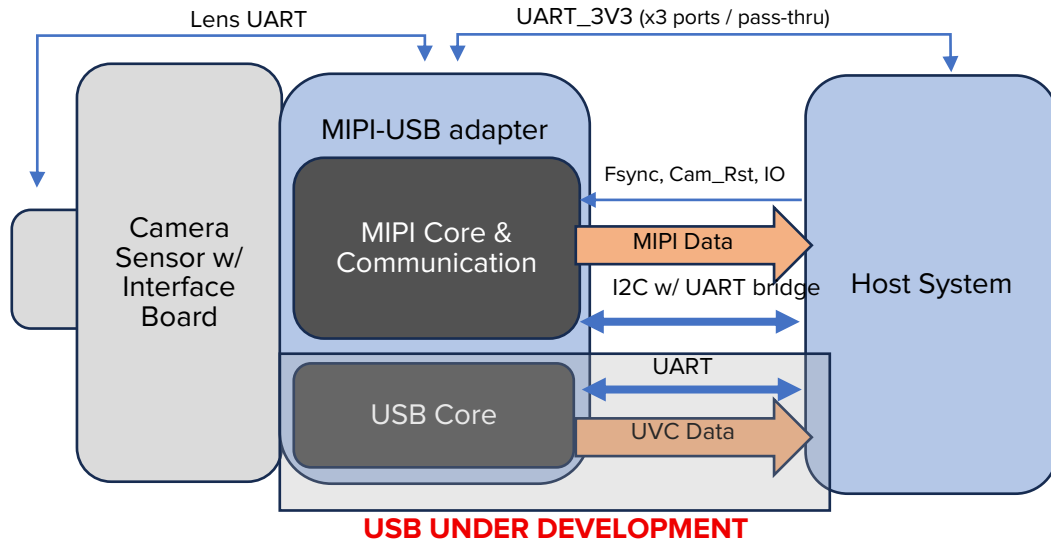 Lens UART
UART_3V3 (x3 ports / pass-thru)
MIPI-USB adapter
Fsync, Cam_Rst, IO
Camera
Sensor w/
Interface
Board
MIPI Core &
Communication
MIPI Data
I2C w/ UART bridge
Host System
UART
USB Core
UVC Data
USB UNDER DEVELOPMENT